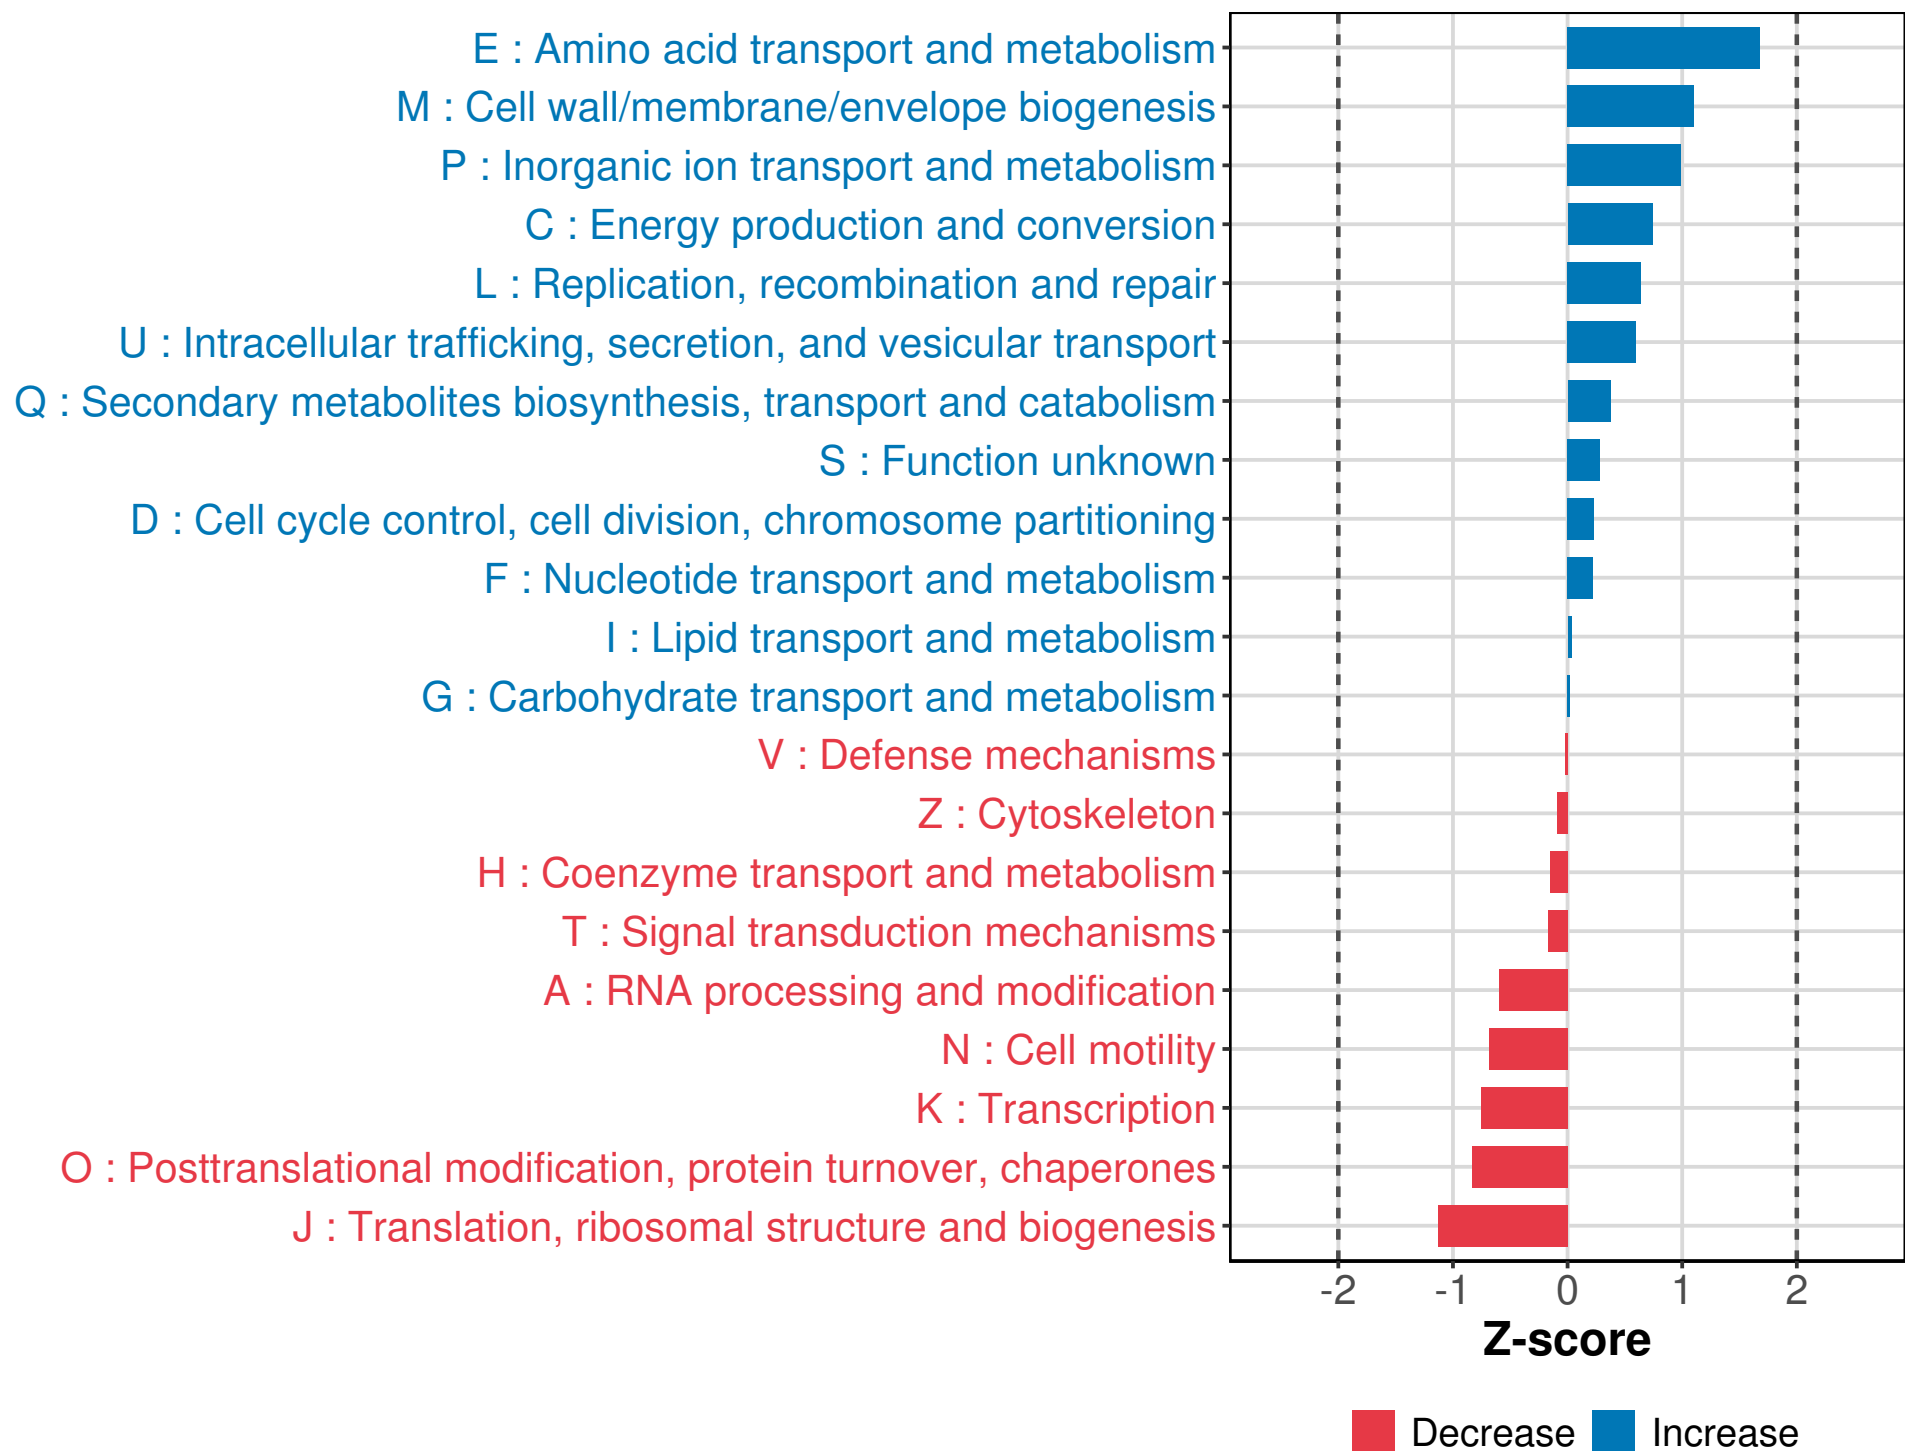 E : Amino acid transport and metabolism
M : Cell wall/membrane/envelope biogenesis
P : Inorganic ion transport and metabolism
C : Energy production and conversion
L : Replication, recombination and repair
U : Intracellular trafficking, secretion, and vesicular transport
Q : Secondary metabolites biosynthesis, transport and catabolism
S : Function unknown
D : Cell cycle control, cell division, chromosome partitioning
F : Nucleotide transport and metabolism
I : Lipid transport and metabolism
G : Carbohydrate transport and metabolism
V : Defense mechanisms
Z : Cytoskeleton
H : Coenzyme transport and metabolism
T : Signal transduction mechanisms
A : RNA processing and modification
N : Cell motility
K : Transcription
O : Posttranslational modification, protein turnover, chaperones
J : Translation, ribosomal structure and biogenesis
-2 -1 0 1 2
Z-score
Decrease Increase